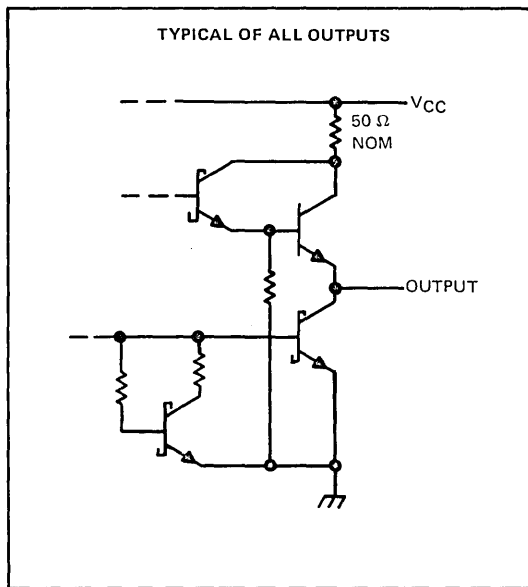 TYPICAL OF ALL OUTPUTS
VCC
50 Ω
NOM
OUTPUT